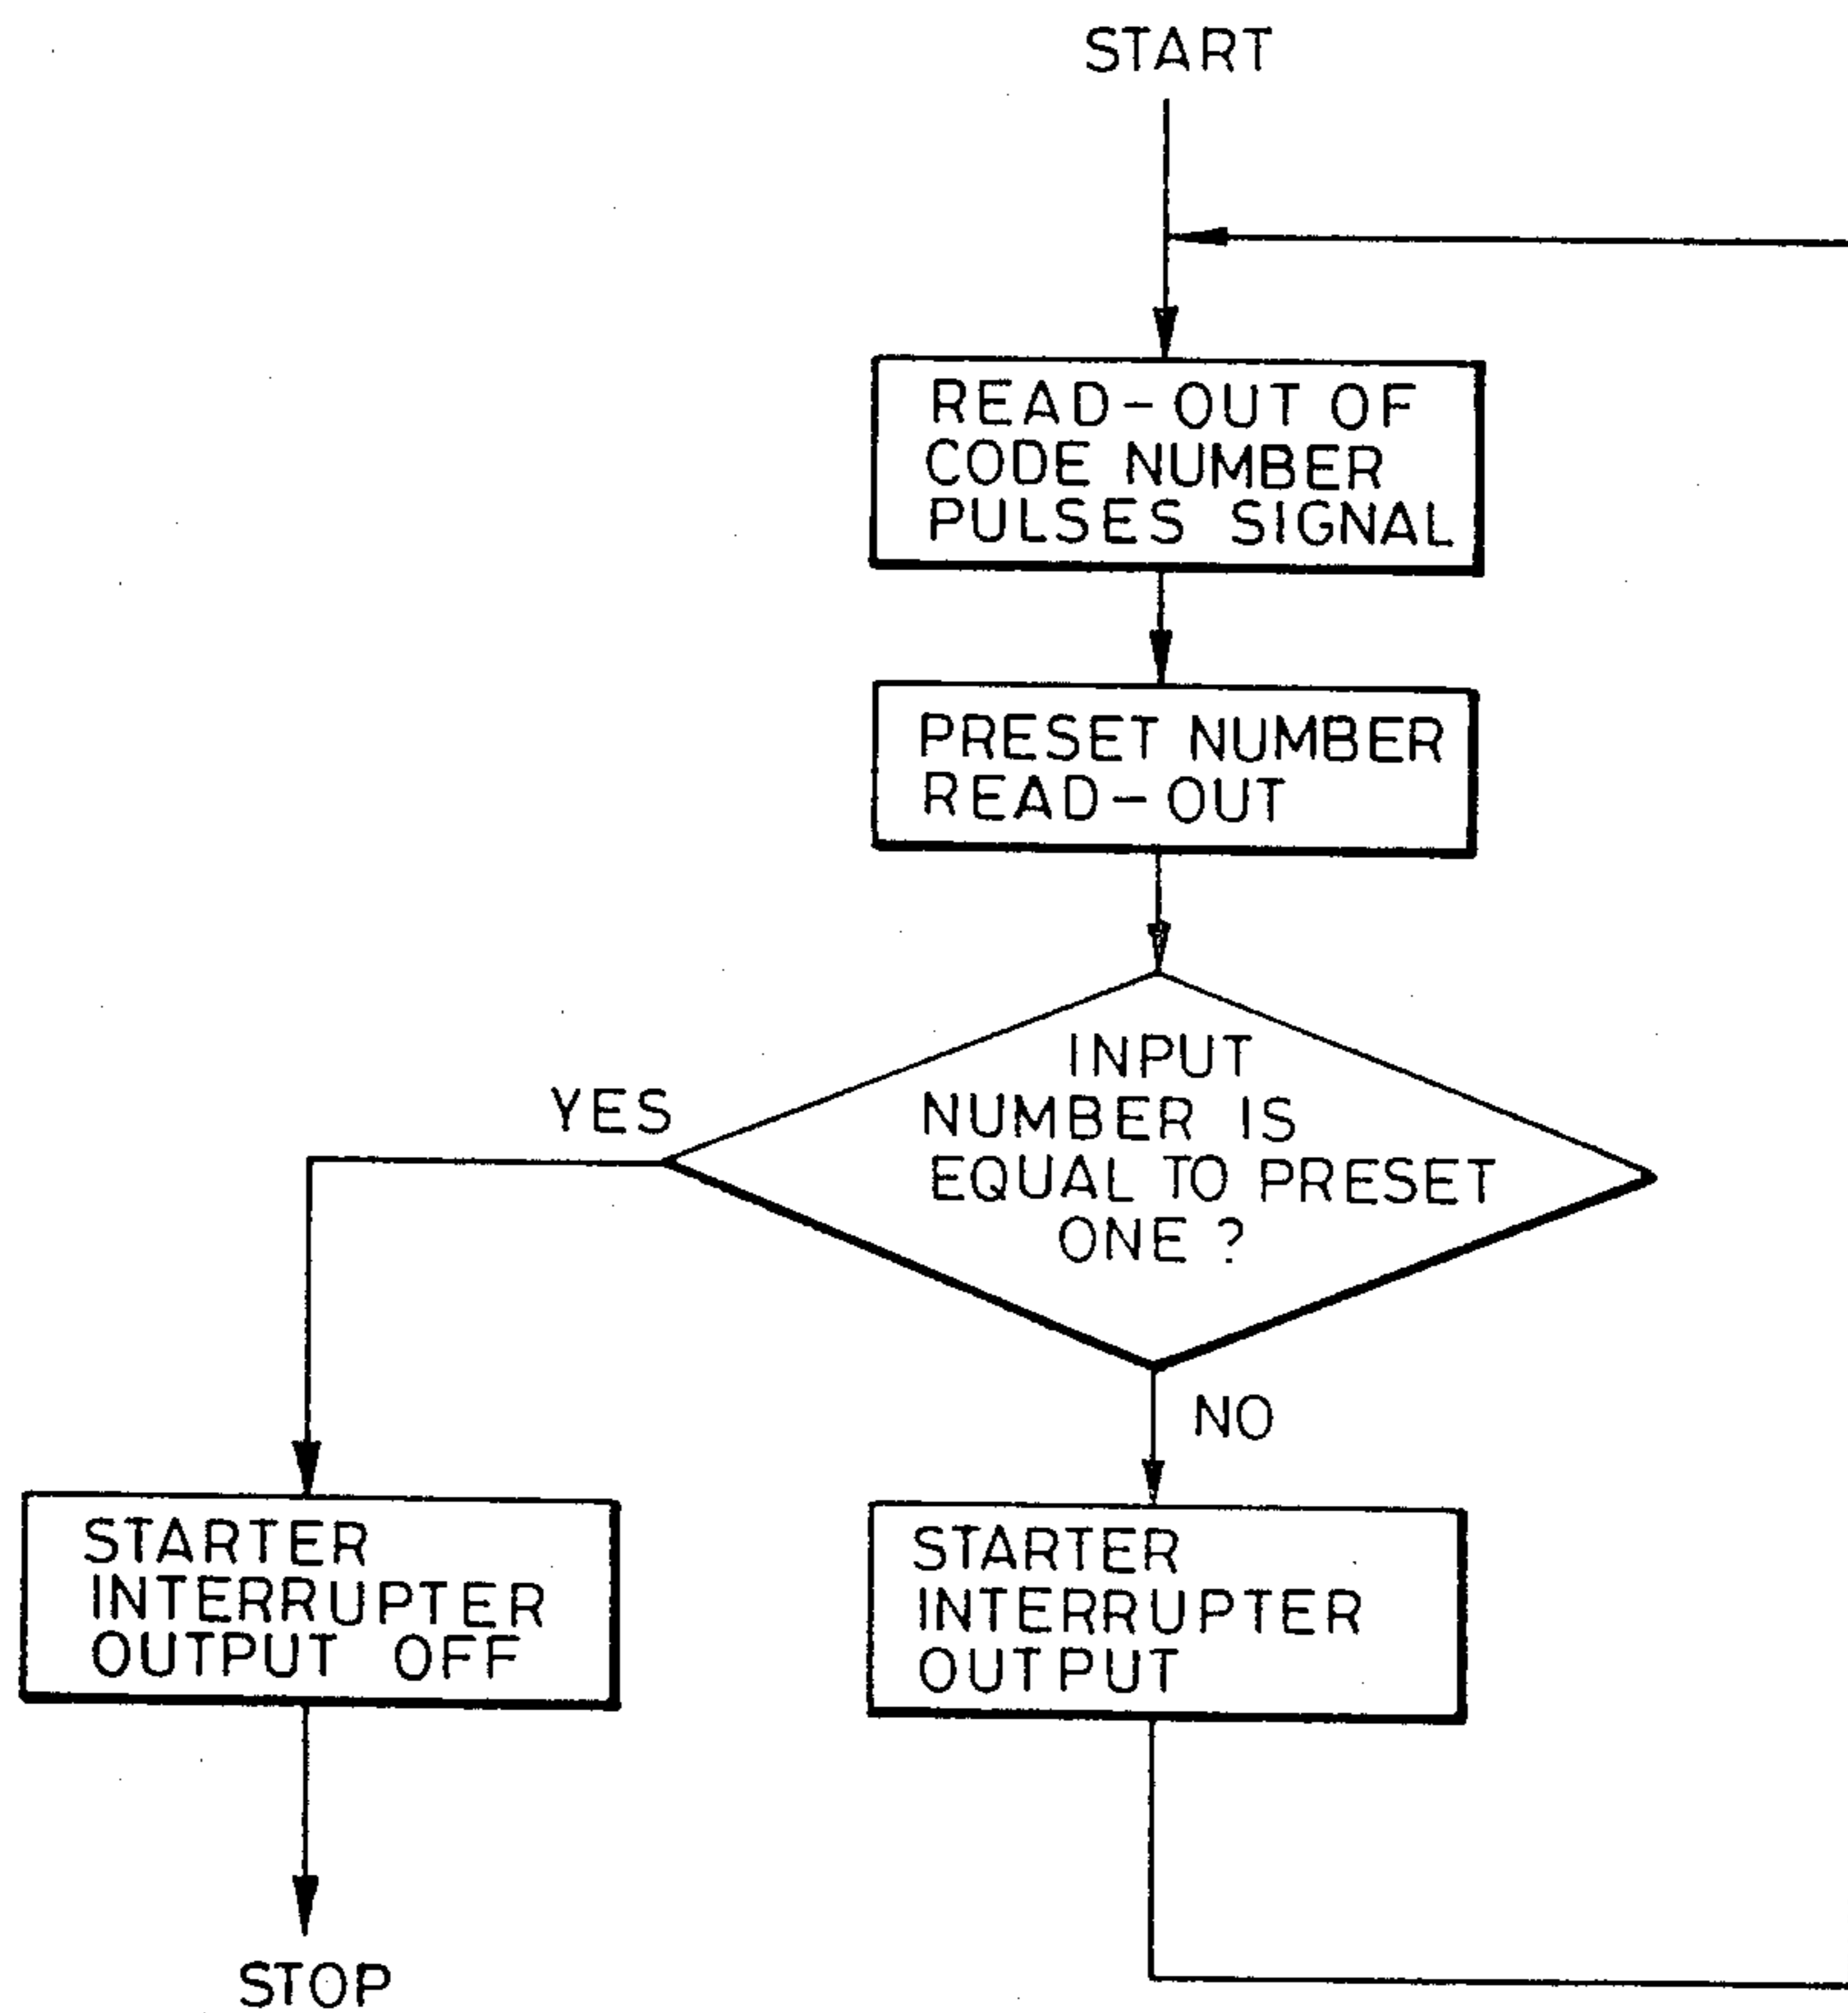 START
READ-OUT OF
CODE NUMBER
PULSES SIGNAL
PRESET NUMBER
READ-OUT
INPUT
NUMBER IS
EQUAL TO PRESET
ONE ?
YES
NO
STARTER
INTERRUPTER
OUTPUT OFF
STARTER
INTERRUPTER
OUTPUT
STOP